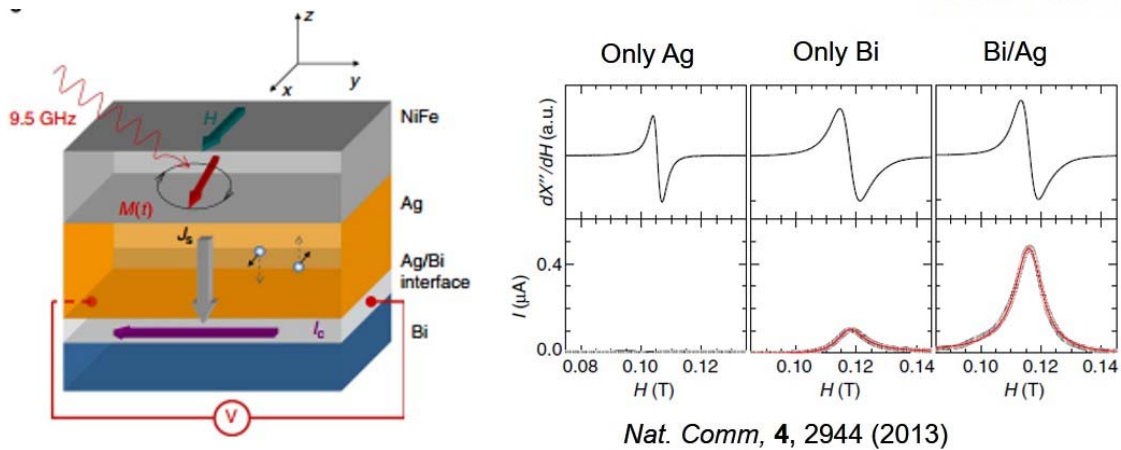 z
y
x
9.5 GHz
H
NiFe
M(t)
Ag
Js
Ag/Bi
interface
Ic
Bi
V
Only Ag
Only Bi
Bi/Ag
dX''/dH (a.u.)
I (μA)
0.4
0.0
0.08 0.10 0.12
0.10 0.12 0.14
0.10 0.12 0.14
H (T)
H (T)
H (T)
Nat. Comm, 4, 2944 (2013)